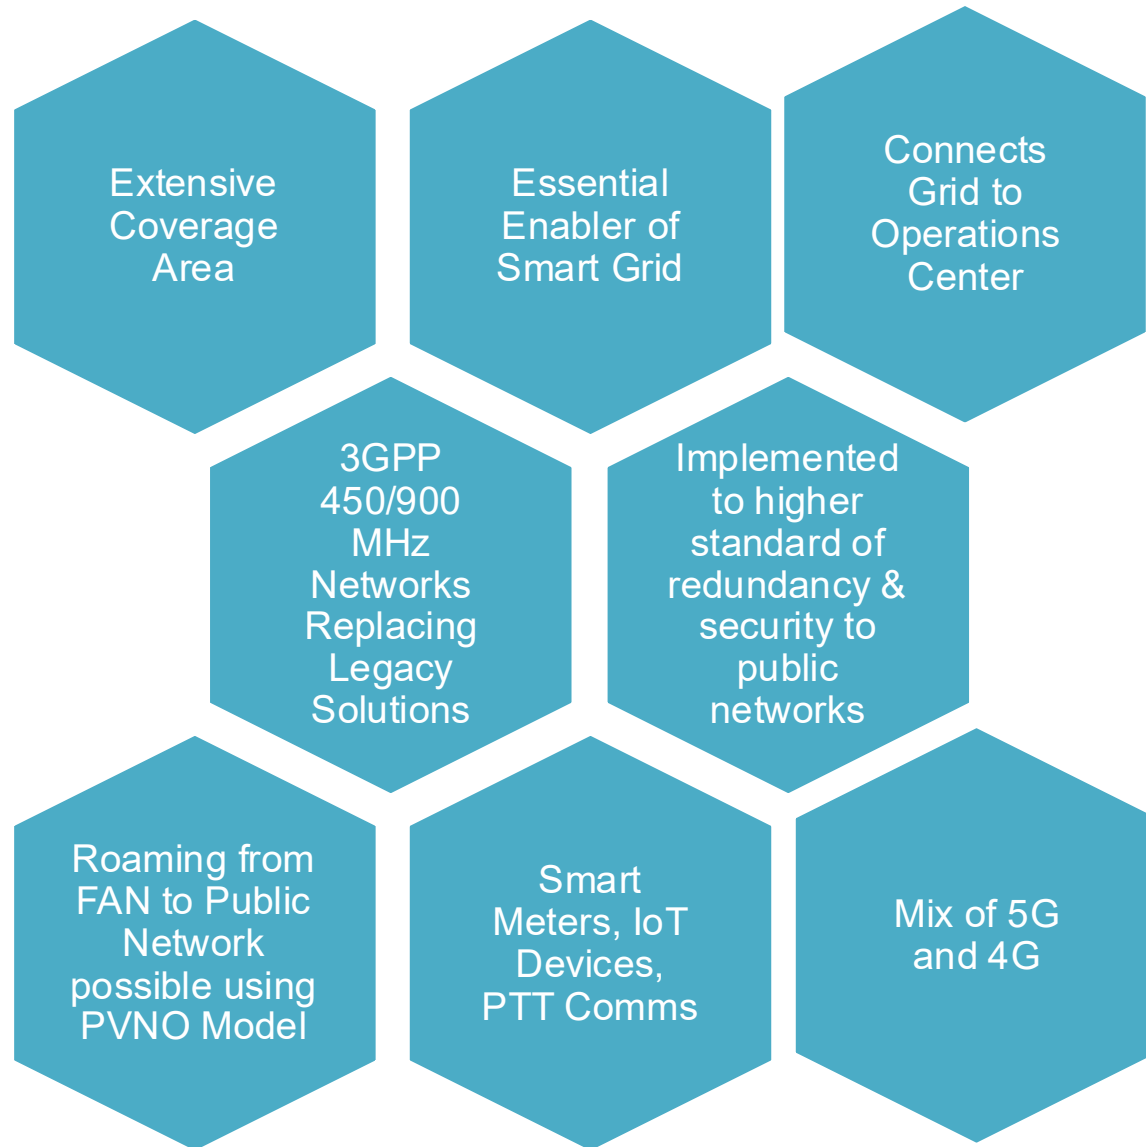 Extensive
Coverage
Area
Essential
Enabler of
Smart Grid
Connects
Grid to
Operations
Center
3GPP
450/900
MHz
Networks
Replacing
Legacy
Solutions
Implemented
to higher
standard of
redundancy &
security to
public
networks
Roaming from
FAN to Public
Network
possible using
PVNO Model
Smart
Meters, IoT
Devices,
PTT Comms
Mix of 5G
and 4G